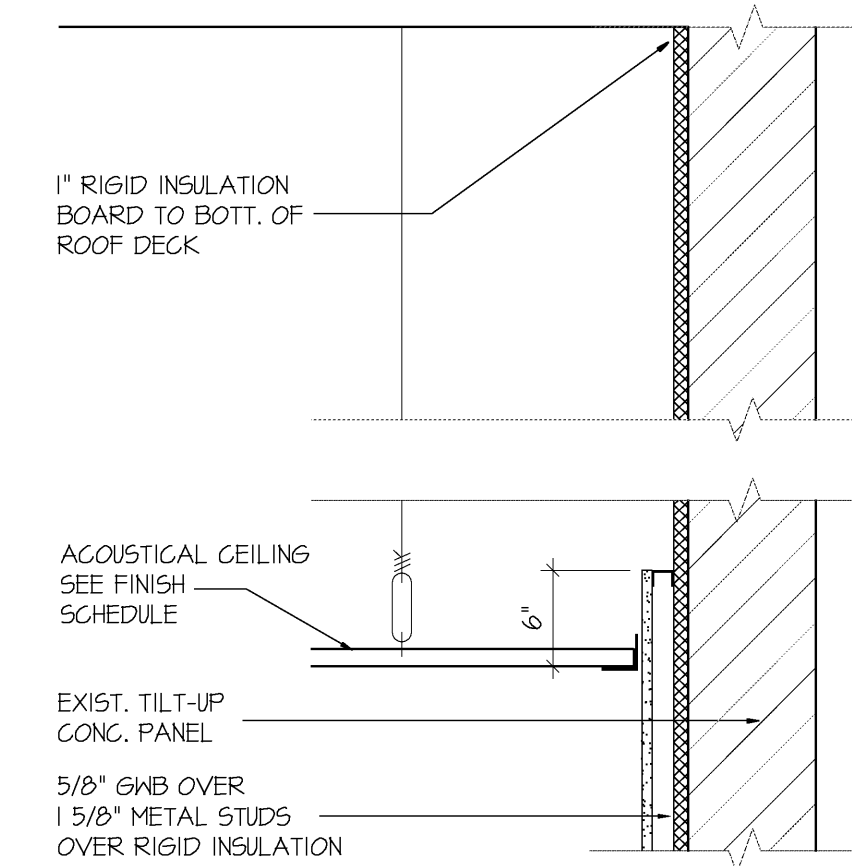 1" RIGID INSULATION
BOARD TO BOTT. OF
ROOF DECK
ACOUSTICAL CEILING
SEE FINISH
SCHEDULE
6"
EXIST. TILT-UP
CONC. PANEL
5/8" GWB OVER
1 5/8" METAL STUDS
OVER RIGID INSULATION